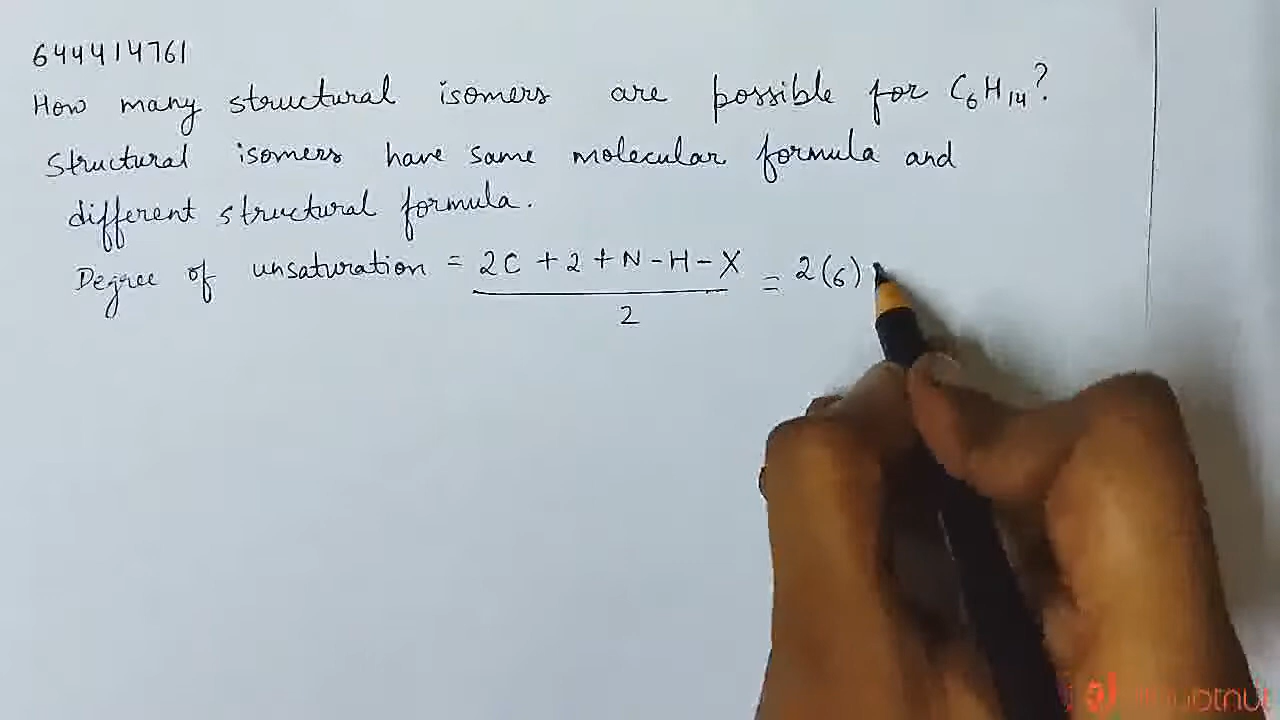 644414761
How many structural isomers are possible for C₆H₁₄?
structural isomers have same molecular formula and
different structural formula.
Degree of unsaturation = 2C + 2 + N - H - X / 2 = 2(6)